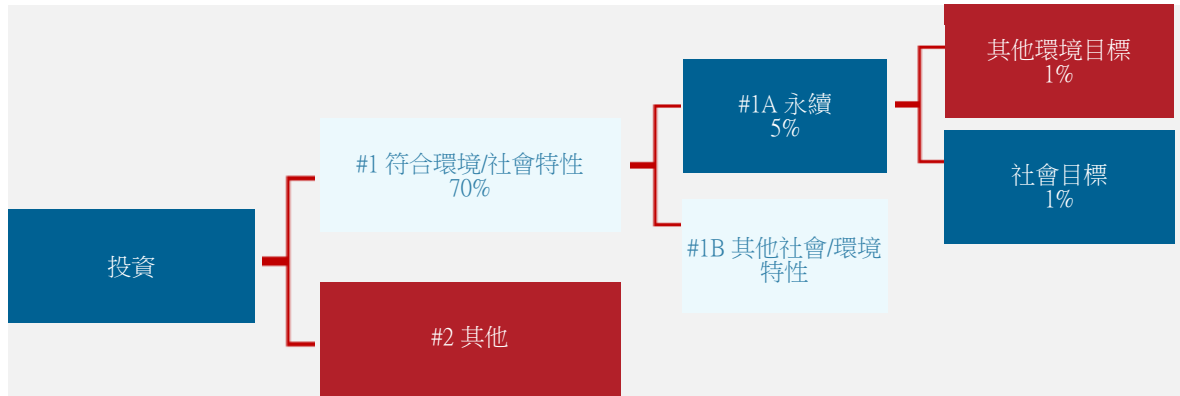 投資
#1 符合環境/社會特性
70%
#2 其他
#1A 永續
5%
#1B 其他社會/環境
特性
其他環境目標
1%
社會目標
1%